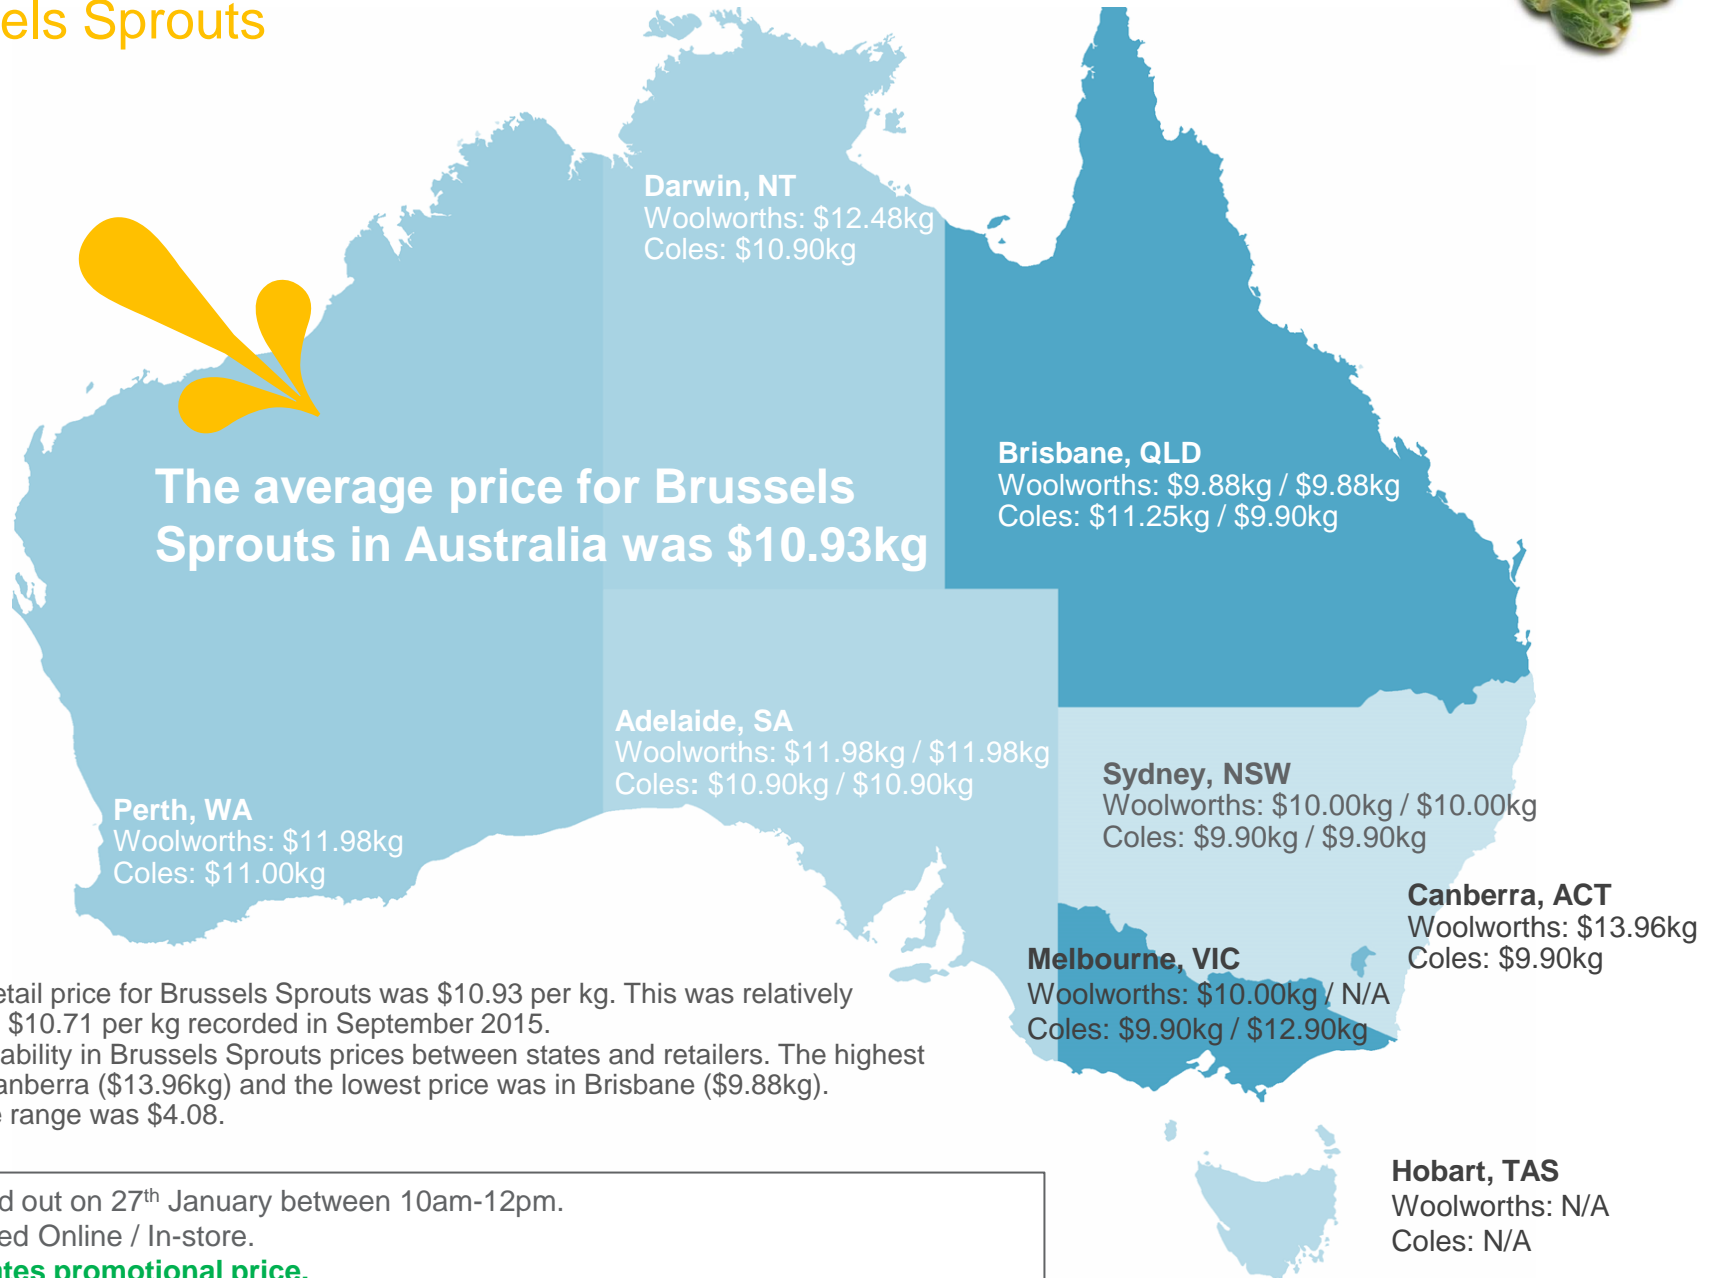 els Sprouts
Darwin, NT
Woolworths: $12.48kg
Coles: $10.90kg
The average price for Brussels
Sprouts in Australia was $10.93kg
Brisbane, QLD
Woolworths: $9.88kg / $9.88kg
Coles: $11.25kg / $9.90kg
Adelaide, SA
Woolworths: $11.98kg / $11.98kg
Coles: $10.90kg / $10.90kg
Sydney, NSW
Woolworths: $10.00kg / $10.00kg
Coles: $9.90kg / $9.90kg
Perth, WA
Woolworths: $11.98kg
Coles: $11.00kg
Canberra, ACT
Woolworths: $13.96kg
Coles: $9.90kg
Melbourne, VIC
Woolworths: $10.00kg / N/A
Coles: $9.90kg / $12.90kg
etail price for Brussels Sprouts was $10.93 per kg. This was relatively
$10.71 per kg recorded in September 2015.
ability in Brussels Sprouts prices between states and retailers. The highest
anberra ($13.96kg) and the lowest price was in Brisbane ($9.88kg).
e range was $4.08.
Hobart, TAS
Woolworths: N/A
Coles: N/A
d out on 27th January between 10am-12pm.
ed Online / In-store.
ates promotional price.